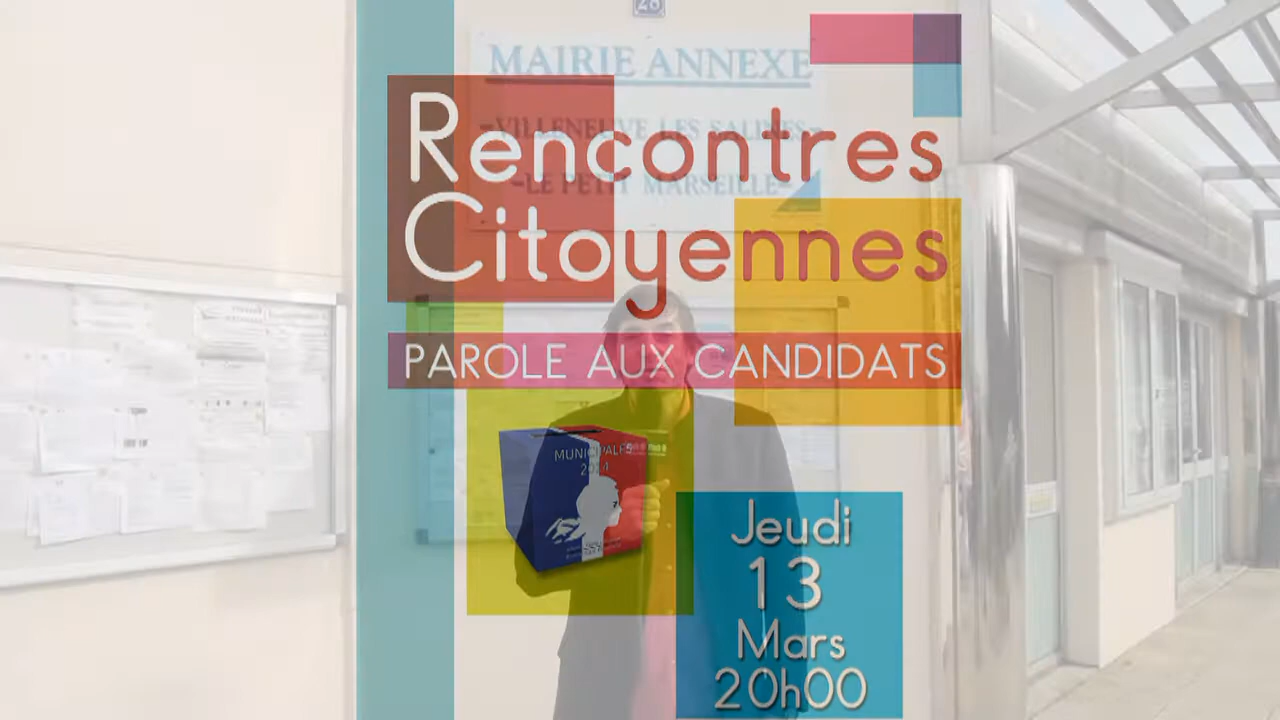 28
MAIRIE ANNEXE
-VILLENEUVE LES SALINES-
-LE PETIT MARSEILLE-
Rencontres
Citoyennes
PAROLE AUX CANDIDATS
MUNICIPALES
2014
Jeudi
13
Mars
20h00